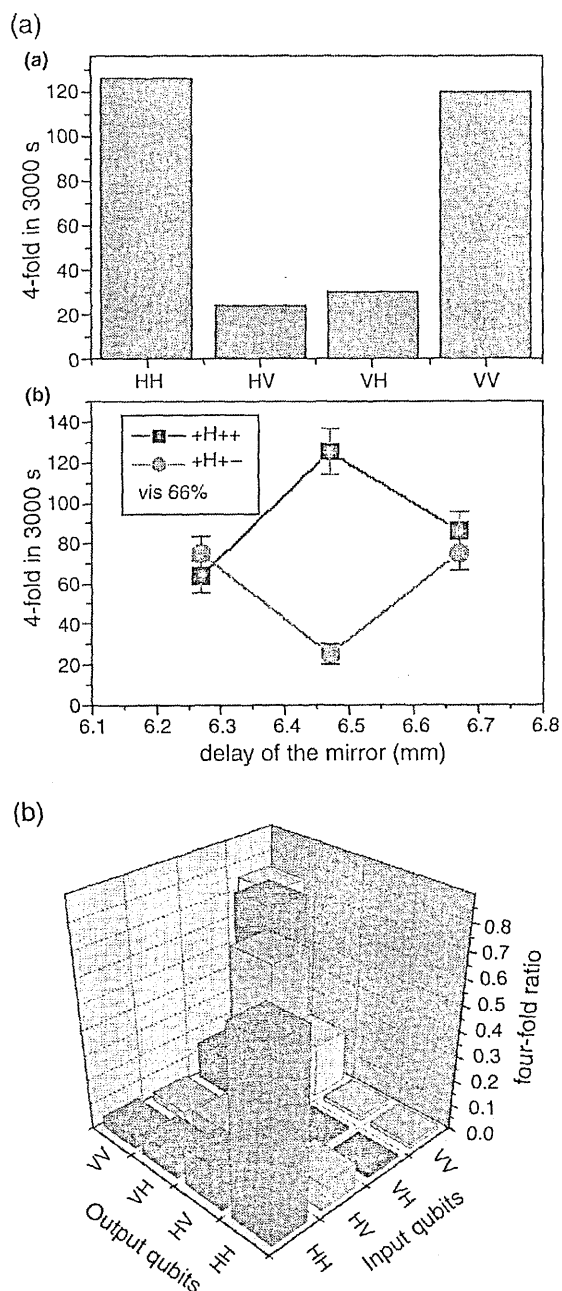 (a)
(a)
4-fold in 3000 s
120
100
80
60
40
20
0
HH HV VH VV
(b)
4-fold in 3000 s
140
120
100
80
60
40
20
0
+H++
+H+−
vis 66%
6.1 6.2 6.3 6.4 6.5 6.6 6.7 6.8
delay of the mirror (mm)
(b)
four-fold ratio
0.8
0.7
0.6
0.5
0.4
0.3
0.2
0.1
0.0
VV
VH
HV
HH
Output qubits
HH
HV
VH
VV
Input qubits